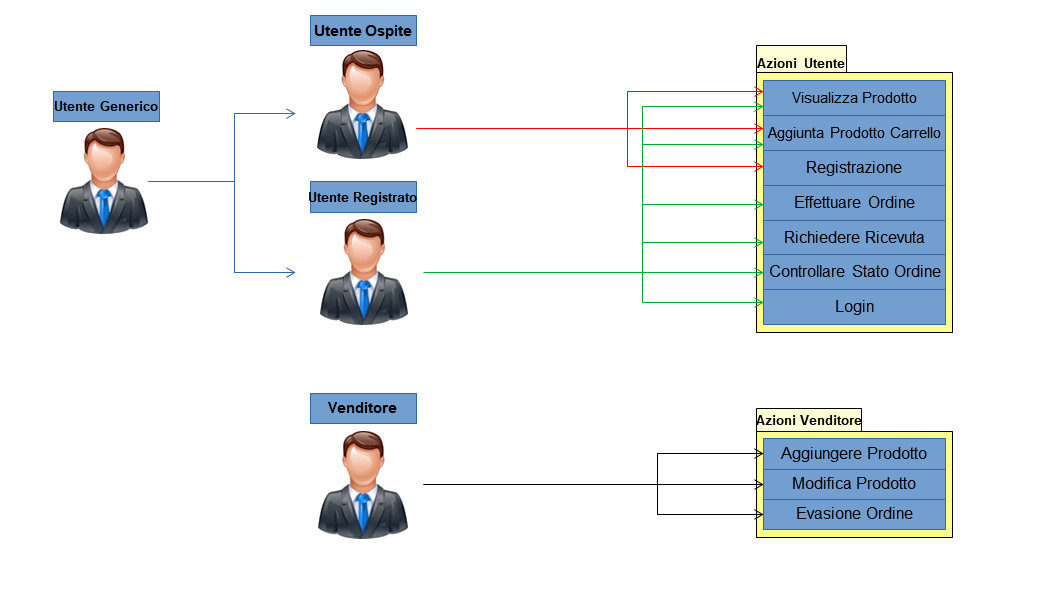 Utente Ospite
Azioni Utente
Utente Generico
Visualizza Prodotto
Aggiunta Prodotto Carrello
Registrazione
Utente Registrato
Effettuare Ordine
Richiedere Ricevuta
Controllare Stato Ordine
Login
Venditore
Azioni Venditore
Aggiungere Prodotto
Modifica Prodotto
Evasione Ordine